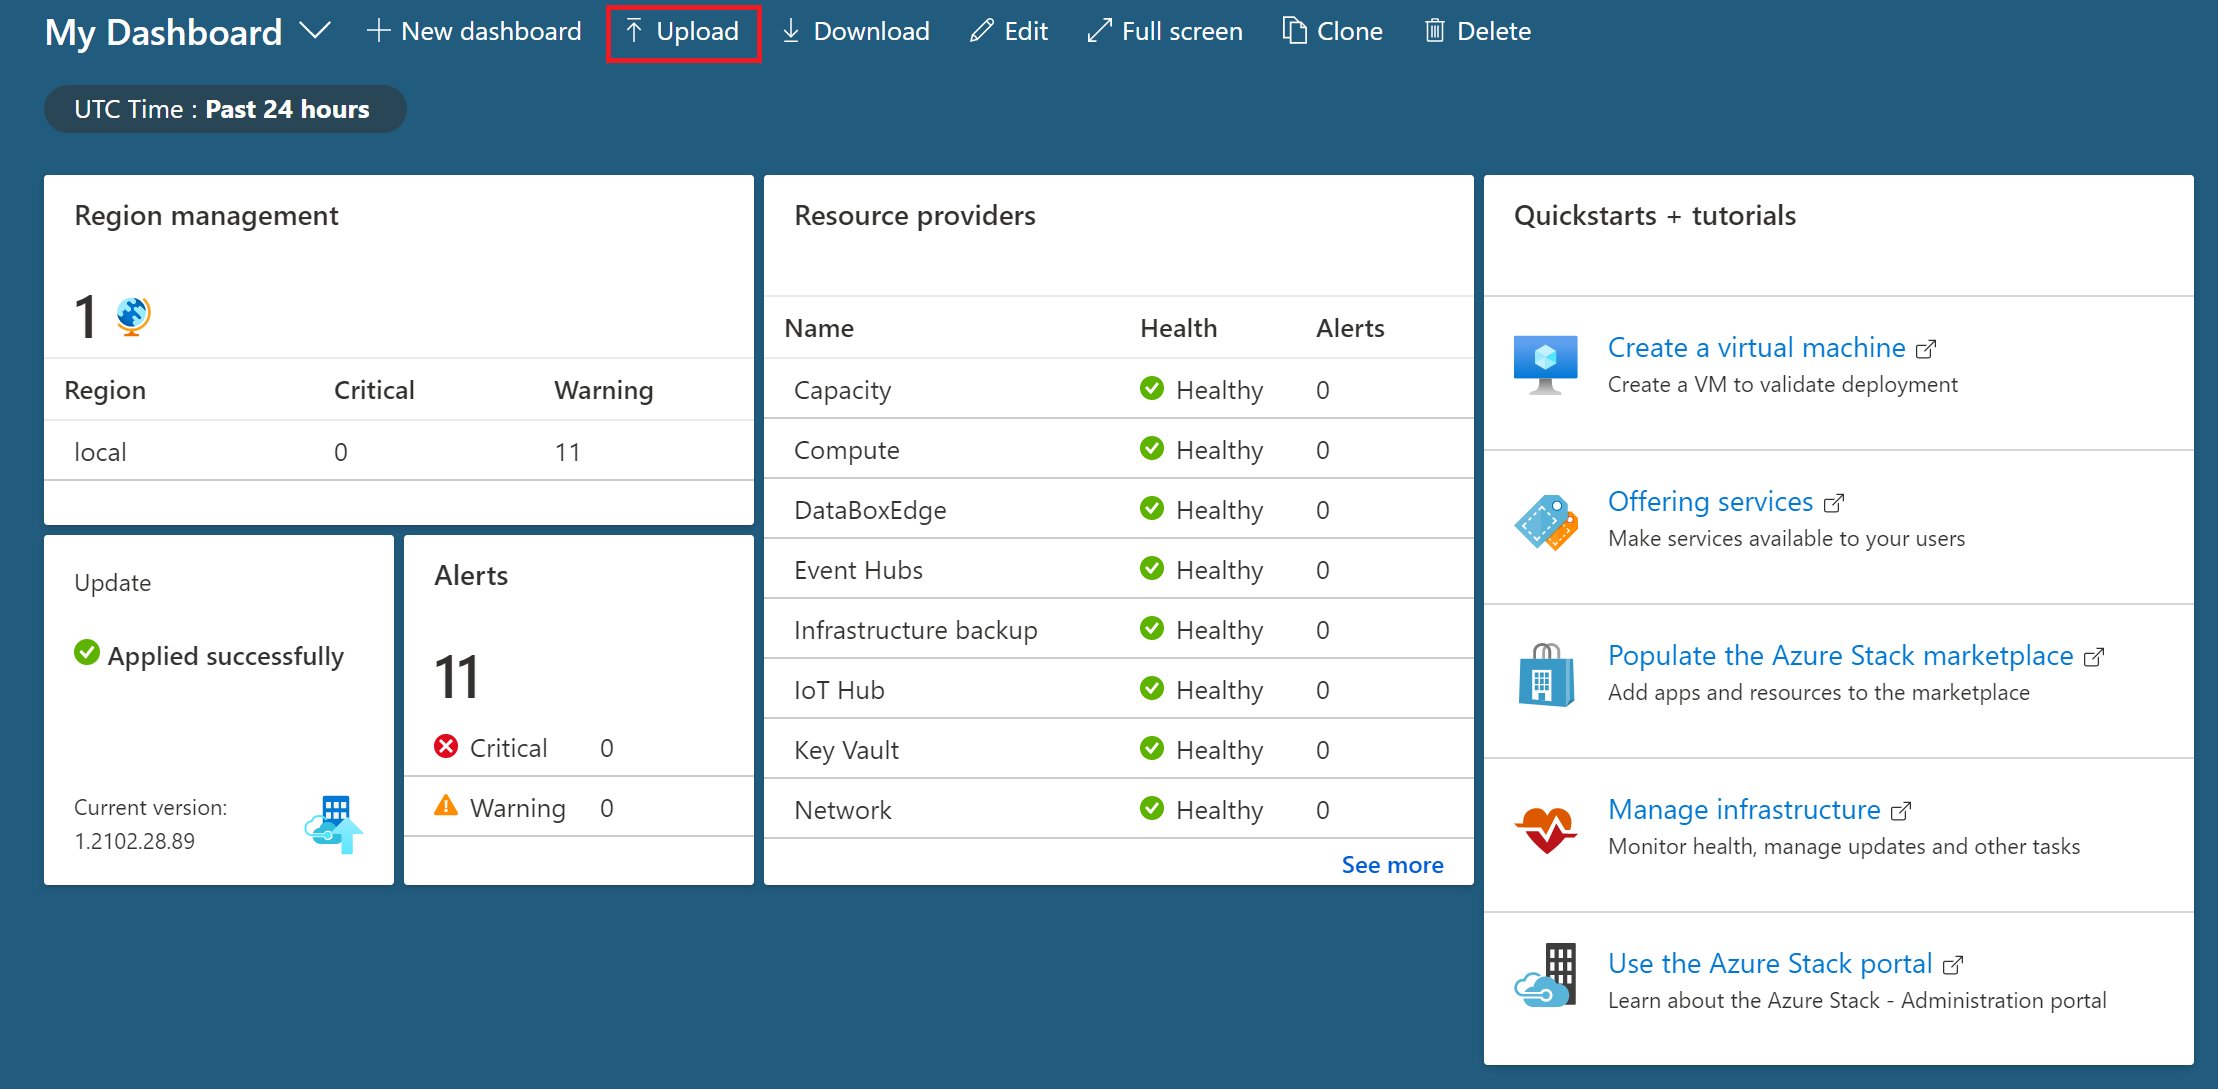 My Dashboard
New dashboard
Upload
Download
Edit
Full screen
Clone
Delete
UTC Time : Past 24 hours
Region management
1
Region Critical Warning
local 0 11
Update
Applied successfully
Current version:
1.2102.28.89
Alerts
11
Critical 0
Warning 0
Resource providers
Name Health Alerts
Capacity Healthy 0
Compute Healthy 0
DataBoxEdge Healthy 0
Event Hubs Healthy 0
Infrastructure backup Healthy 0
IoT Hub Healthy 0
Key Vault Healthy 0
Network Healthy 0
See more
Quickstarts + tutorials
Create a virtual machine
Create a VM to validate deployment
Offering services
Make services available to your users
Populate the Azure Stack marketplace
Add apps and resources to the marketplace
Manage infrastructure
Monitor health, manage updates and other tasks
Use the Azure Stack portal
Learn about the Azure Stack - Administration portal